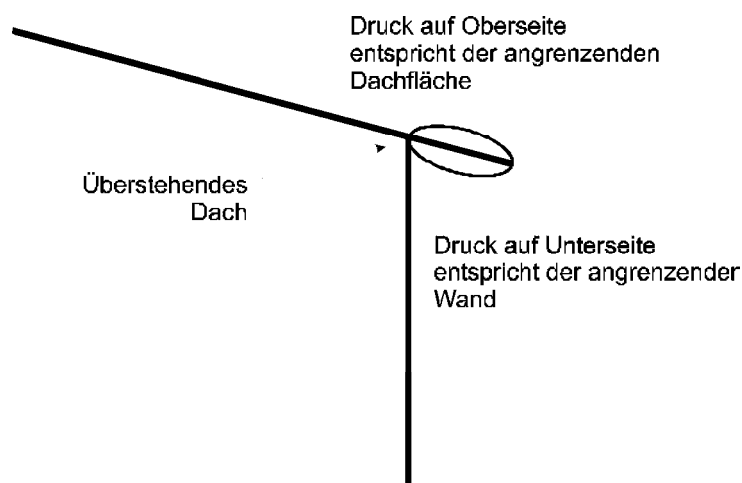 Druck auf Oberseite
entspricht der angrenzenden
Dachfläche
Überstehendes
Dach
Druck auf Unterseite
entspricht der angrenzender
Wand